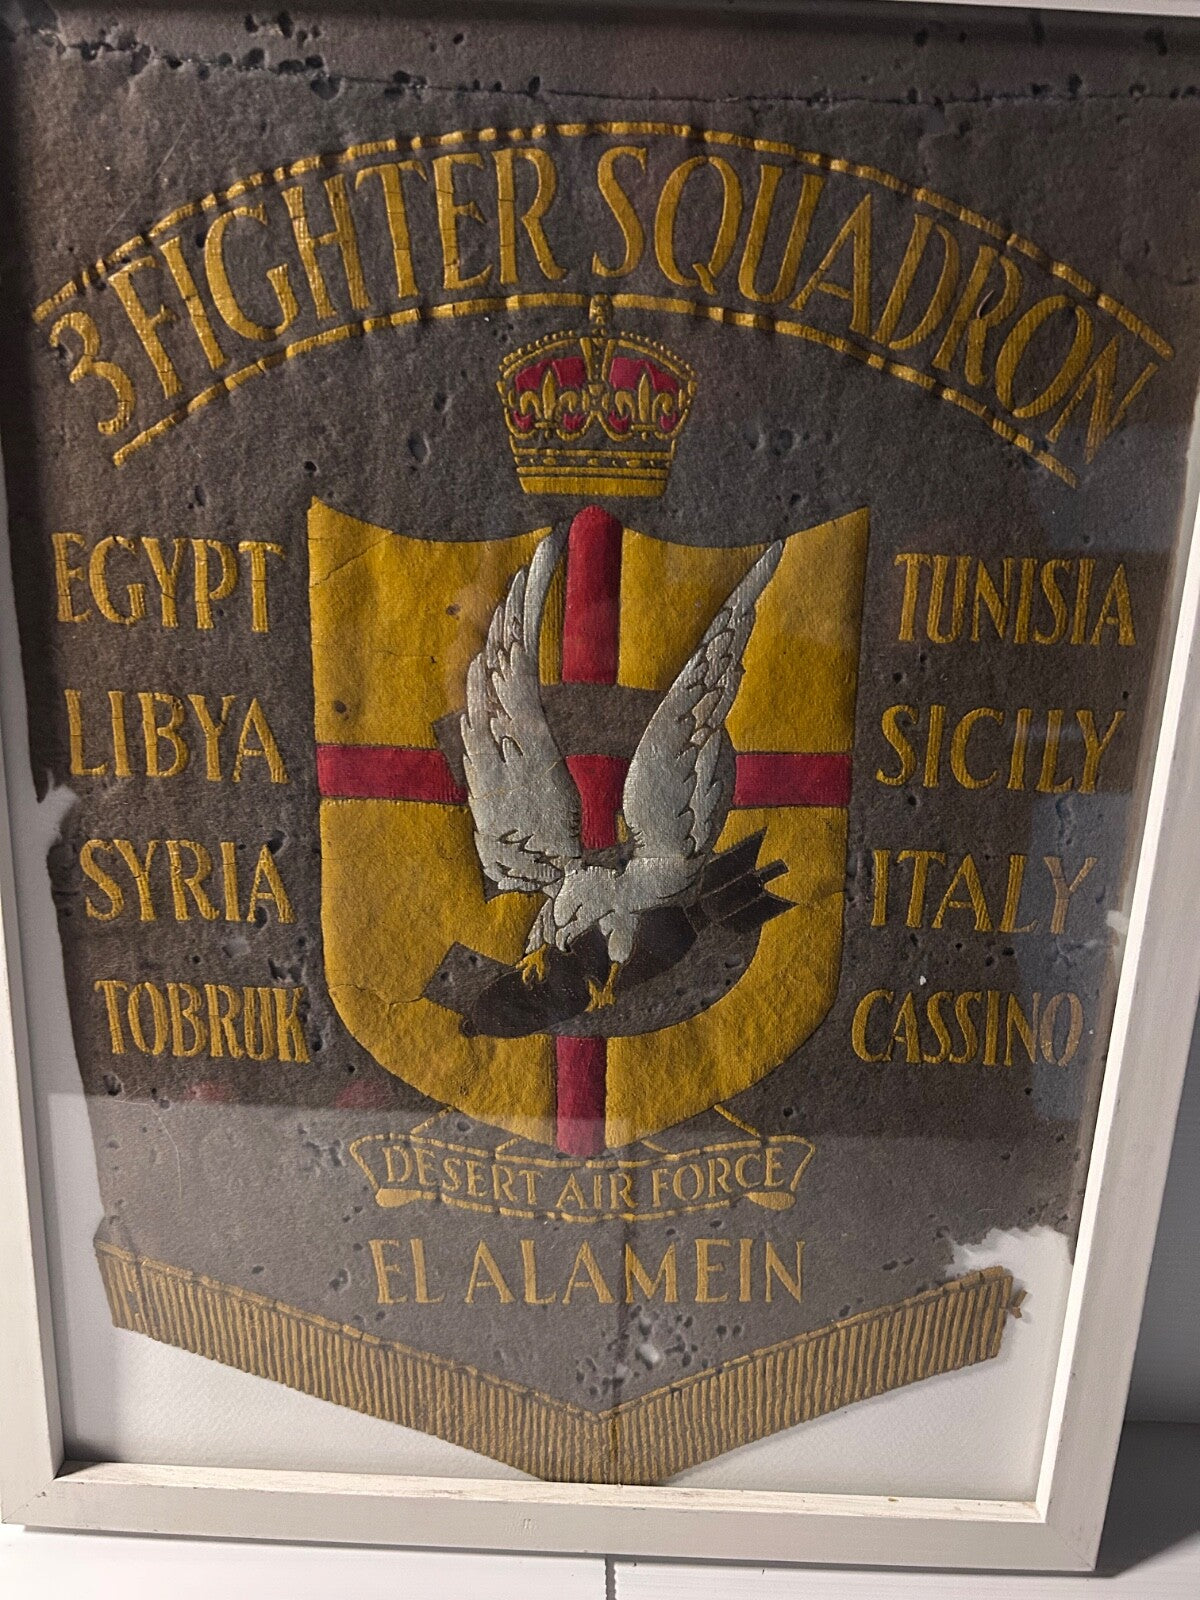 3 FIGHTER SQUADRON
EGYPT
LIBYA
SYRIA
TOBRUK
TUNISIA
SICILY
ITALY
CASSINO
DESERT AIR FORCE
EL ALAMEIN